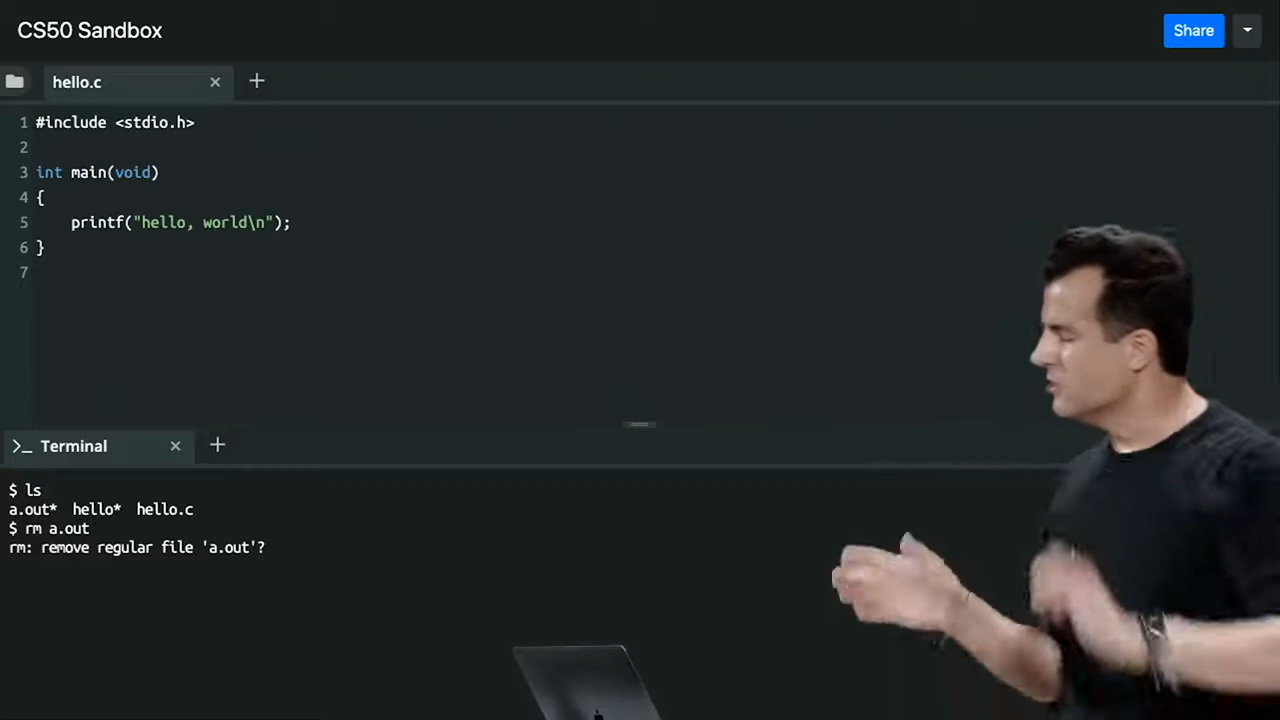 CS50 Sandbox
Share
hello.c
1 #include <stdio.h>
2
3 int main(void)
4 {
5     printf("hello, world\n");
6 }
7
>_ Terminal
$ ls
a.out*  hello*  hello.c
$ rm a.out
rm: remove regular file 'a.out'?